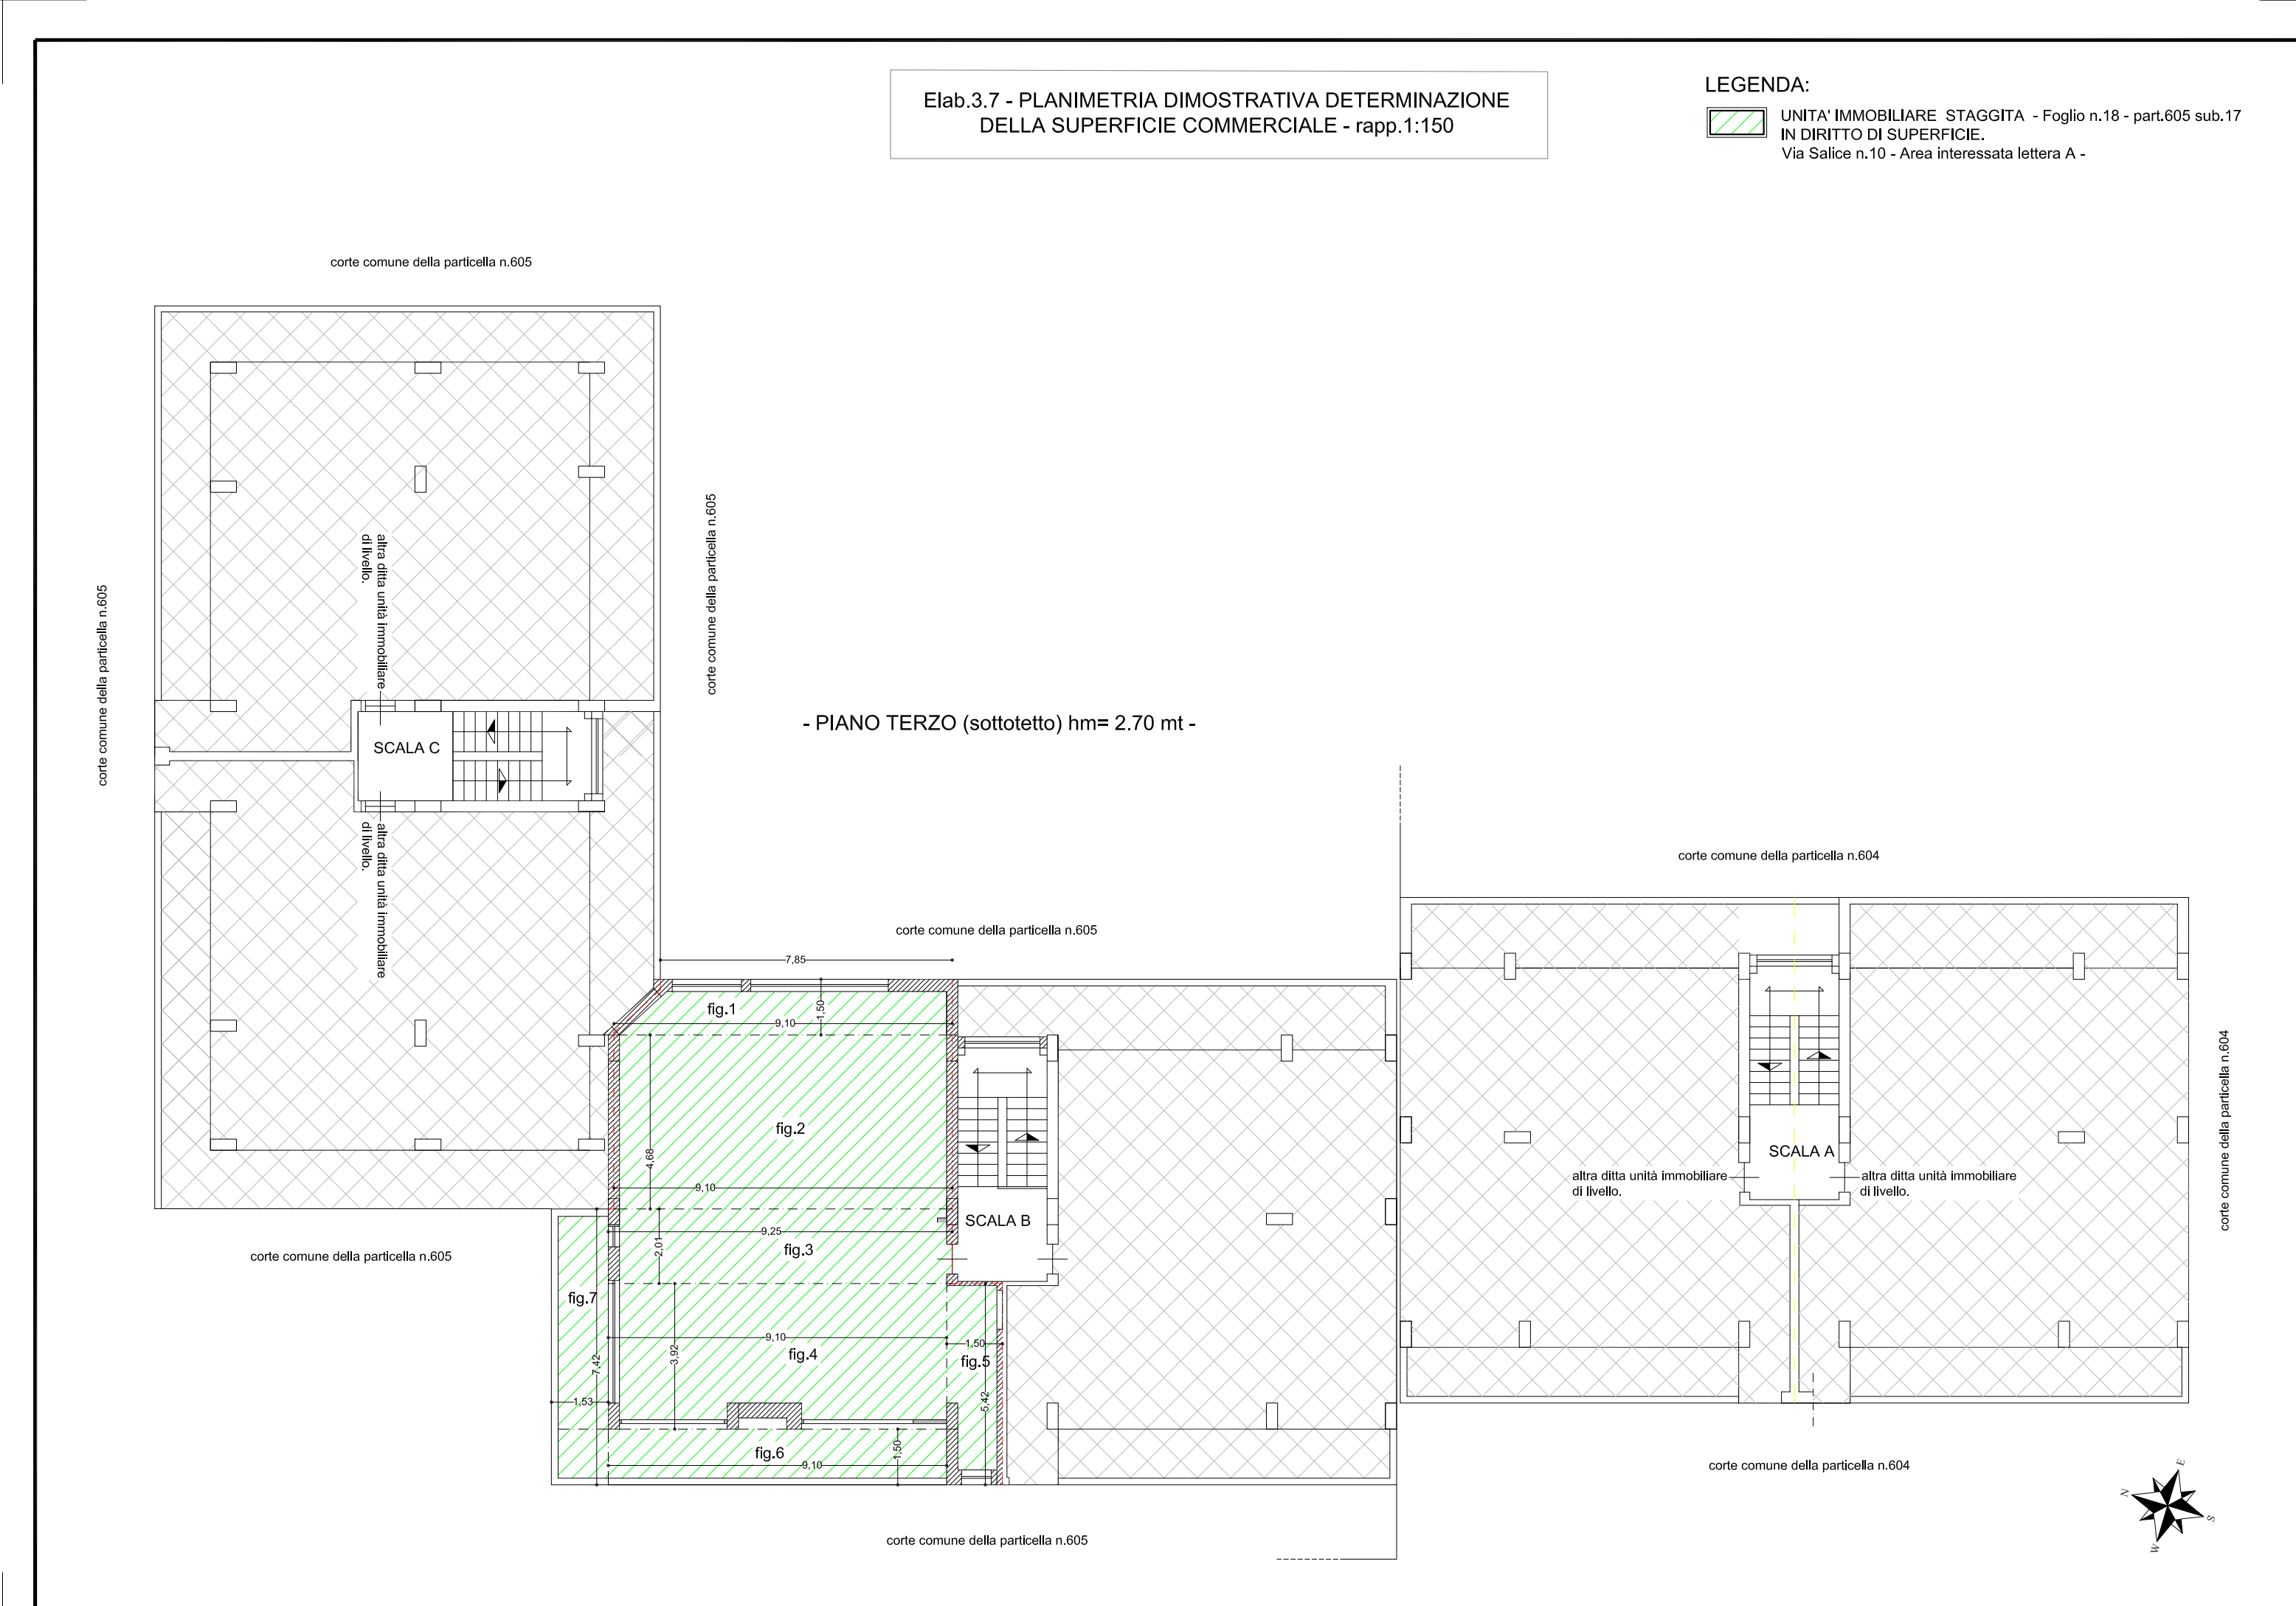 Elab.3.7 - PLANIMETRIA DIMOSTRATIVA DETERMINAZIONE
DELLA SUPERFICIE COMMERCIALE - rapp.1:150
LEGENDA:
UNITA' IMMOBILIARE STAGGITA - Foglio n.18 - part.605 sub.17
IN DIRITTO DI SUPERFICIE.
Via Salice n.10 - Area interessata lettera A -
corte comune della particella n.605
corte comune della particella n.605
corte comune della particella n.605
altra ditta unità immobiliare
di livello.
- PIANO TERZO (sottotetto) hm= 2.70 mt -
SCALA C
altra ditta unità immobiliare
di livello.
corte comune della particella n.604
corte comune della particella n.605
7,85
fig.1
1,50
9,10
fig.2
4,68
9,10
SCALA B
9,25
2,01
fig.3
corte comune della particella n.605
fig.7
9,10
3,92
fig.4
1,50
fig.5
7,42
1,53
5,42
fig.6
1,50
9,10
SCALA A
altra ditta unità immobiliare
di livello.
altra ditta unità immobiliare
di livello.
corte comune della particella n.604
corte comune della particella n.604
corte comune della particella n.605
N
E
S
W